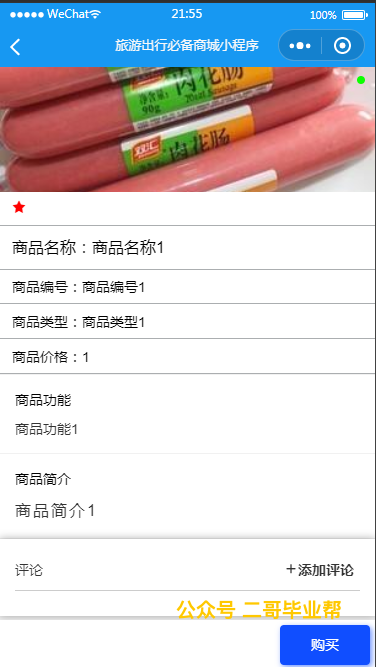 WeChat 21:55 100%
旅游出行必备商城小程序
肉花肠
净含量:
90g
双汇
肉花肠
商品名称：商品名称1
商品编号：商品编号1
商品类型：商品类型1
商品价格：1
商品功能
商品功能1
商品简介
商品简介1
评论 +添加评论
公众号 二哥毕业帮
购买